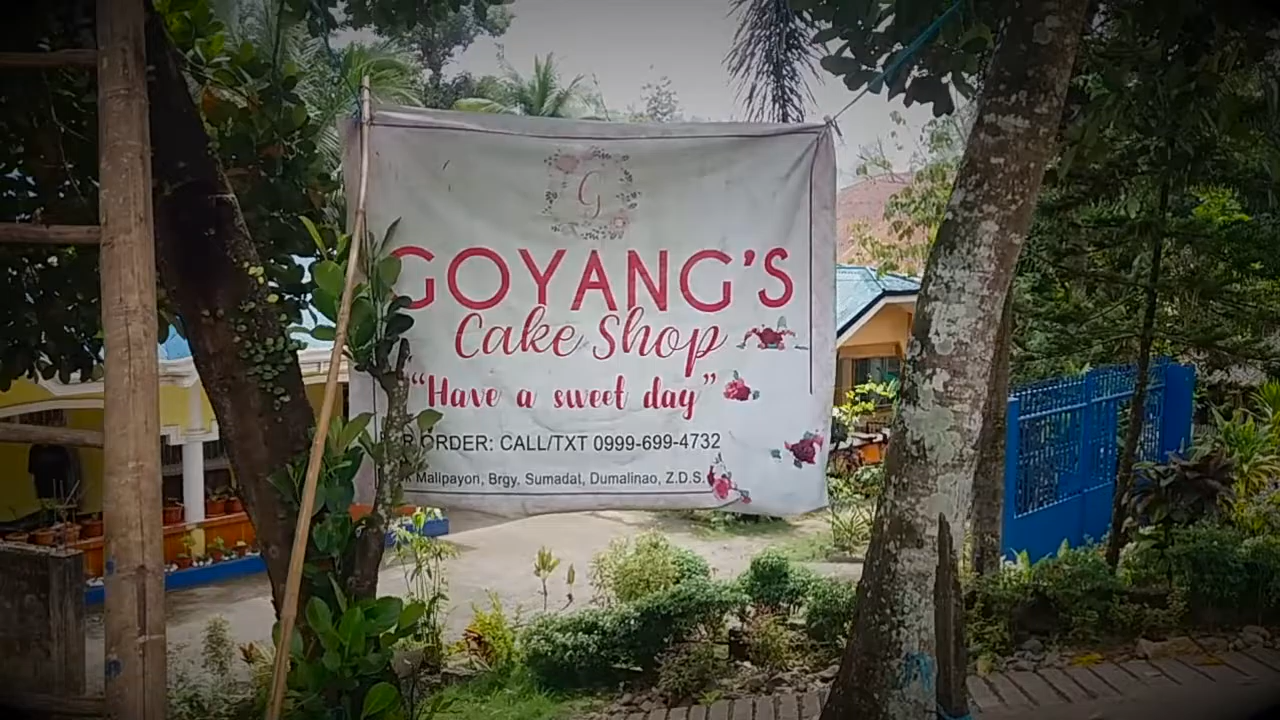 G
GOYANG'S
Cake Shop
"Have a sweet day"
ORDER: CALL/TXT 0999-699-4732
Malipayon, Brgy, Sumadat, Dumalinao, Z.D.S.